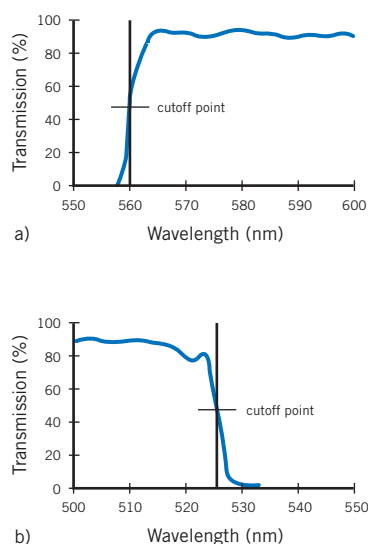 100
80
60
40
20
0
Transmission (%)
cutoff point
550 560 570 580 590 600
a) Wavelength (nm)
100
80
60
40
20
0
Transmission (%)
cutoff point
500 510 520 530 540 550
b) Wavelength (nm)